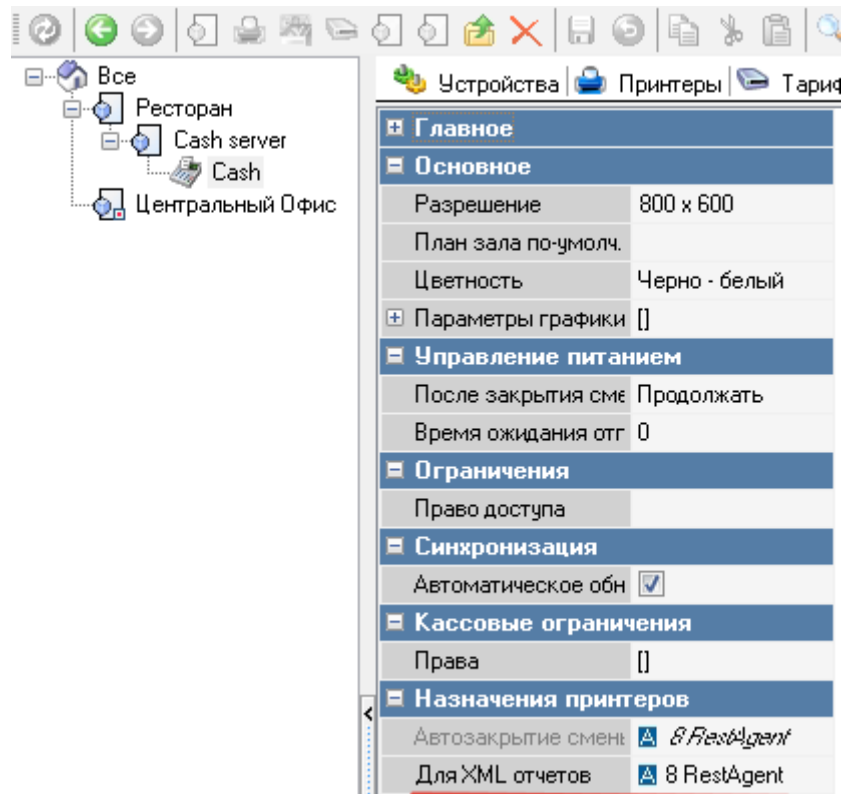 Все
Ресторан
Cash server
Cash
Центральный Офис
Устройства Принтеры Тариф
Главное
Основное
Разрешение 800 x 600
План зала по-умолч.
Цветность Черно - белый
Параметры графики []
Управление питанием
После закрытия сме Продолжать
Время ожидания отг 0
Ограничения
Право доступа
Синхронизация
Автоматическое обн
Кассовые ограничения
Права []
Назначения принтеров
Автозакрытие смень A 8 RestAgent
Для XML отчетов A 8 RestAgent